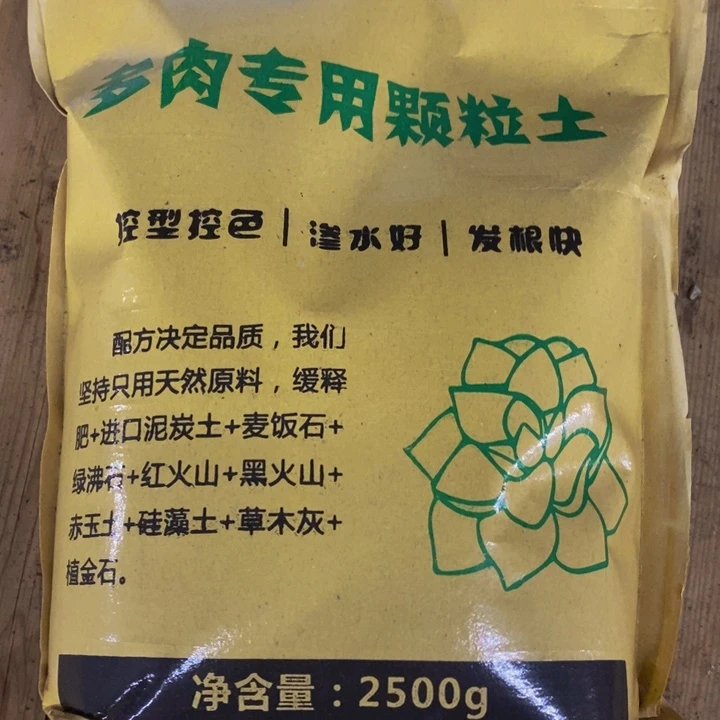 多肉专用颗粒土
控型控色|渗水好|发根快
配方决定品质，我们
坚持只用天然原料，缓释
肥+进口泥炭土+麦饭石+
绿沸石+红火山+黑火山+
赤玉土+硅藻土+草木灰+
植金石。
净含量：2500g